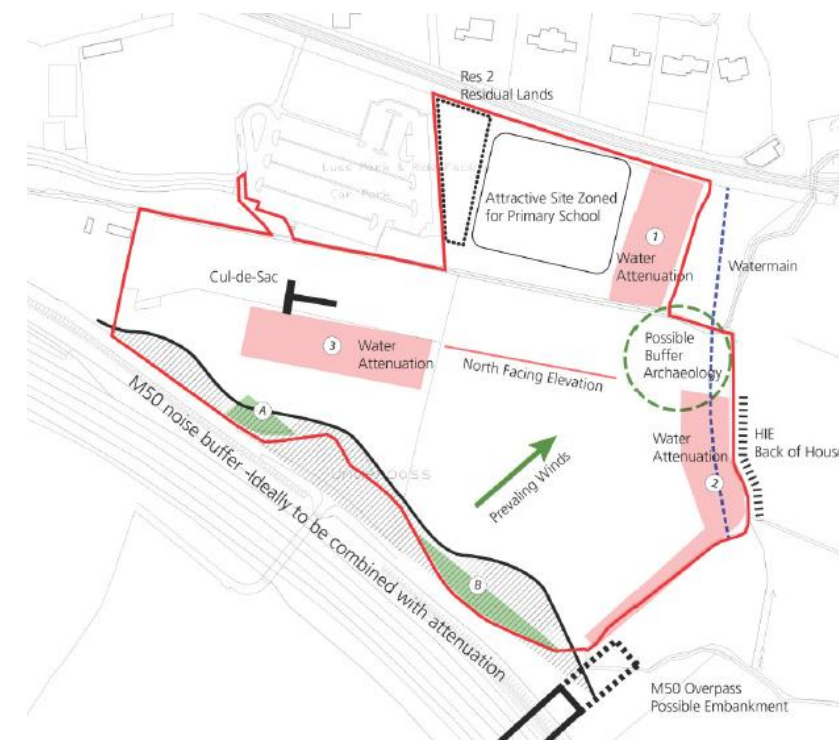 Res 2
Residual Lands
Car Park
Attractive Site Zoned
for Primary School
1
Water
Attenuation
Watermain
Cul-de-Sac
3
Water
Attenuation
North Facing Elevation
Possible
Buffer
Archaeology
A
M50 noise buffer -Ideally to be combined with attenuation
Prevaling Winds
Water
Attenuation
2
HIE
Back of House
B
M50 Overpass
Possible Embankment